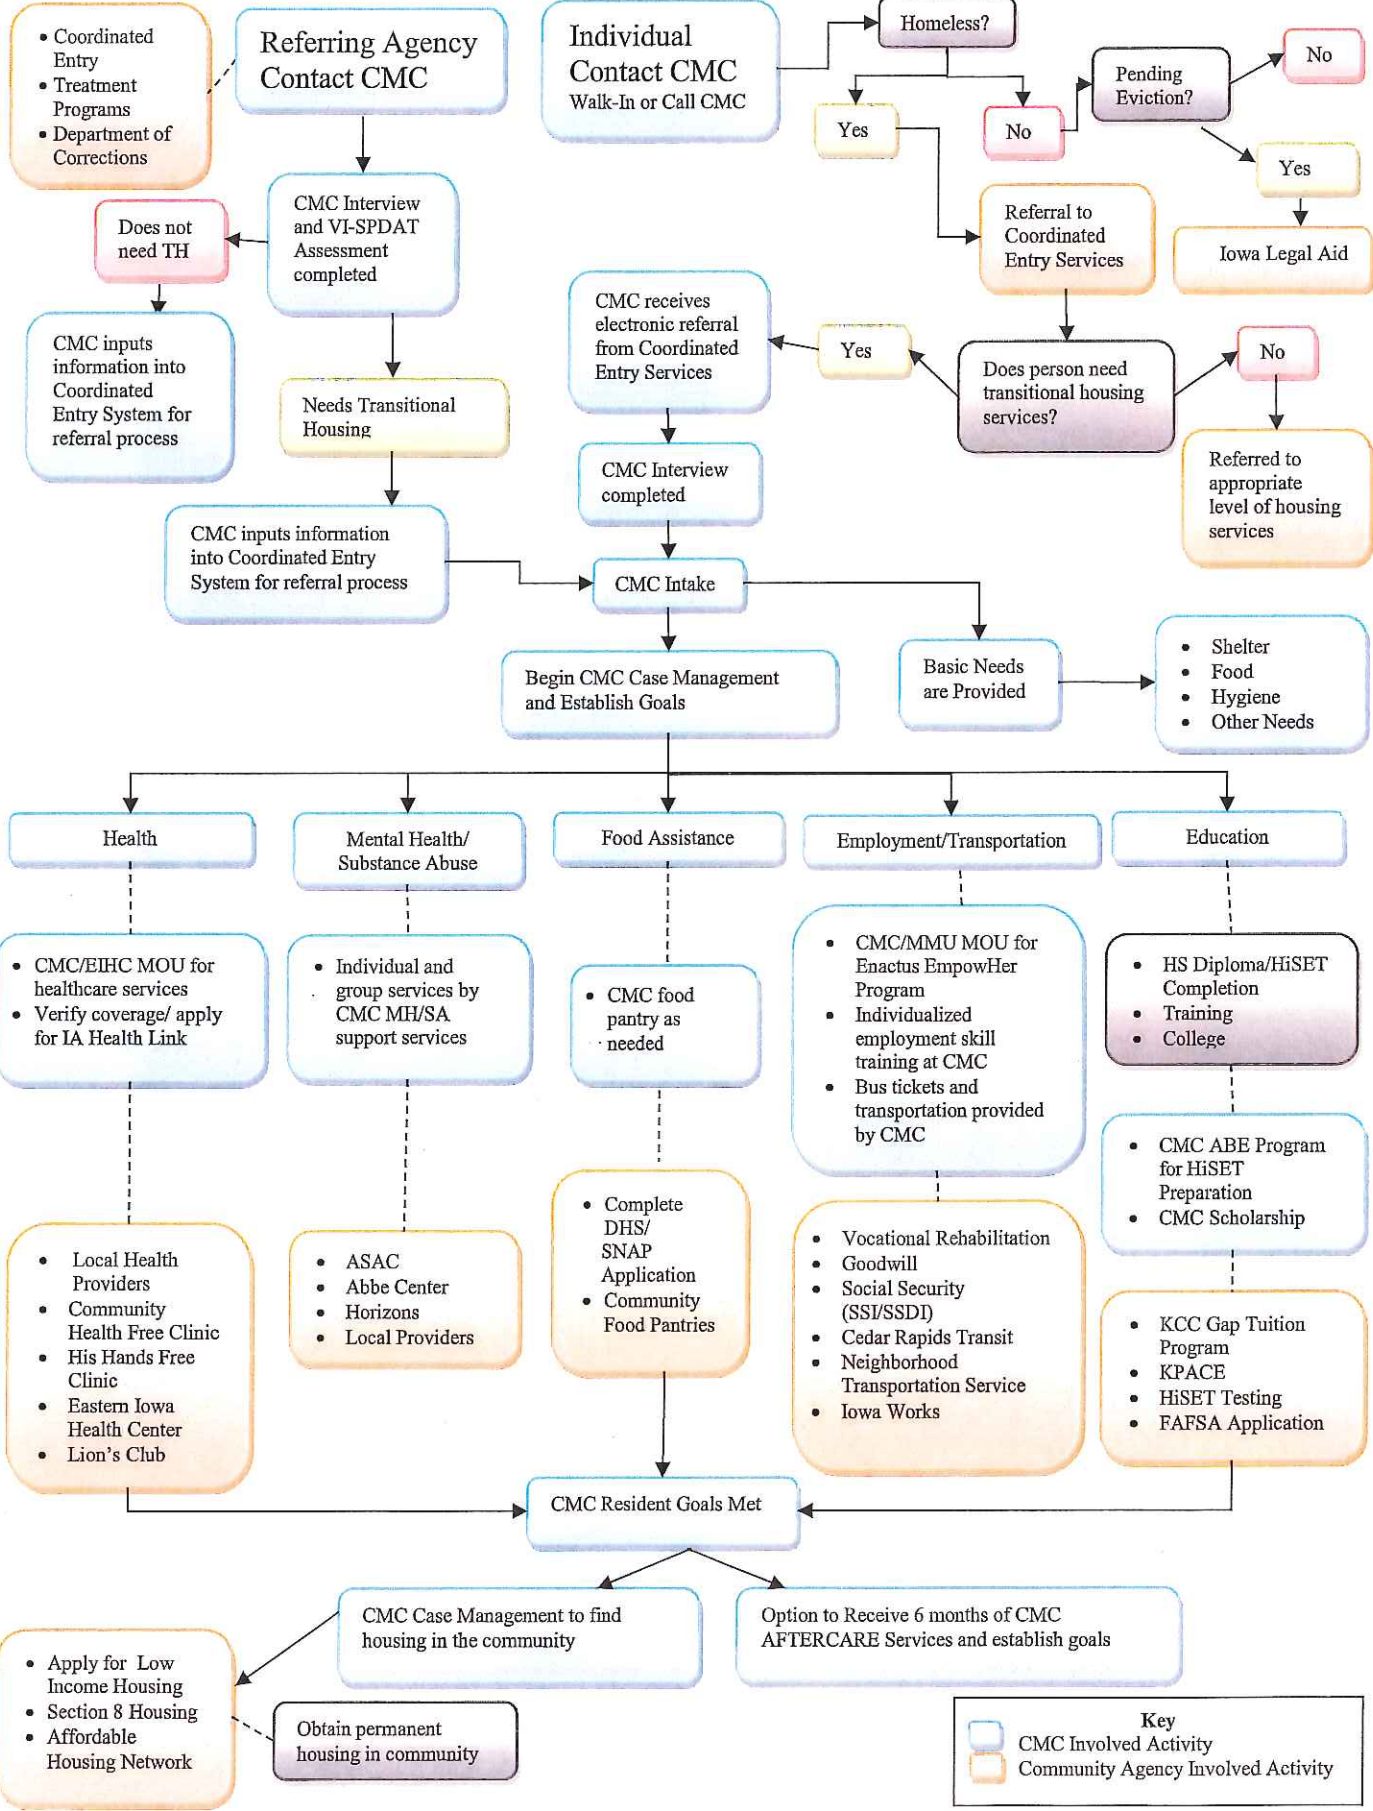 • Coordinated
Entry
• Treatment
Programs
• Department of
Corrections
Referring Agency
Contact CMC
Individual
Contact CMC
Walk-In or Call CMC
Homeless?
Yes
No
Pending
Eviction?
No
Yes
Iowa Legal Aid
CMC Interview
and VI-SPDAT
Assessment
completed
Does not
need TH
CMC inputs
information into
Coordinated
Entry System for
referral process
Needs Transitional
Housing
CMC inputs information
into Coordinated Entry
System for referral process
Referral to
Coordinated
Entry Services
Does person need
transitional housing
services?
Yes
No
Referred to
appropriate
level of housing
services
CMC receives
electronic referral
from Coordinated
Entry Services
CMC Interview
completed
CMC Intake
Begin CMC Case Management
and Establish Goals
Basic Needs
are Provided
• Shelter
• Food
• Hygiene
• Other Needs
Health
Mental Health/
Substance Abuse
Food Assistance
Employment/Transportation
Education
• CMC/EIHC MOU for
healthcare services
• Verify coverage/ apply
for IA Health Link
• Individual and
group services by
CMC MH/SA
support services
• CMC food
pantry as
needed
• CMC/MMU MOU for
Enactus EmpowHer
Program
• Individualized
employment skill
training at CMC
• Bus tickets and
transportation provided
by CMC
• HS Diploma/HiSET
Completion
• Training
• College
• CMC ABE Program
for HiSET
Preparation
• CMC Scholarship
• Local Health
Providers
• Community
Health Free Clinic
• His Hands Free
Clinic
• Eastern Iowa
Health Center
• Lion's Club
• ASAC
• Abbe Center
• Horizons
• Local Providers
• Complete
DHS/
SNAP
Application
• Community
Food Pantries
• Vocational Rehabilitation
• Goodwill
• Social Security
(SSI/SSDI)
• Cedar Rapids Transit
• Neighborhood
Transportation Service
• Iowa Works
• KCC Gap Tuition
Program
• KPACE
• HiSET Testing
• FAFSA Application
CMC Resident Goals Met
CMC Case Management to find
housing in the community
Option to Receive 6 months of CMC
AFTERCARE Services and establish goals
• Apply for Low
Income Housing
• Section 8 Housing
• Affordable
Housing Network
Obtain permanent
housing in community
Key
CMC Involved Activity
Community Agency Involved Activity